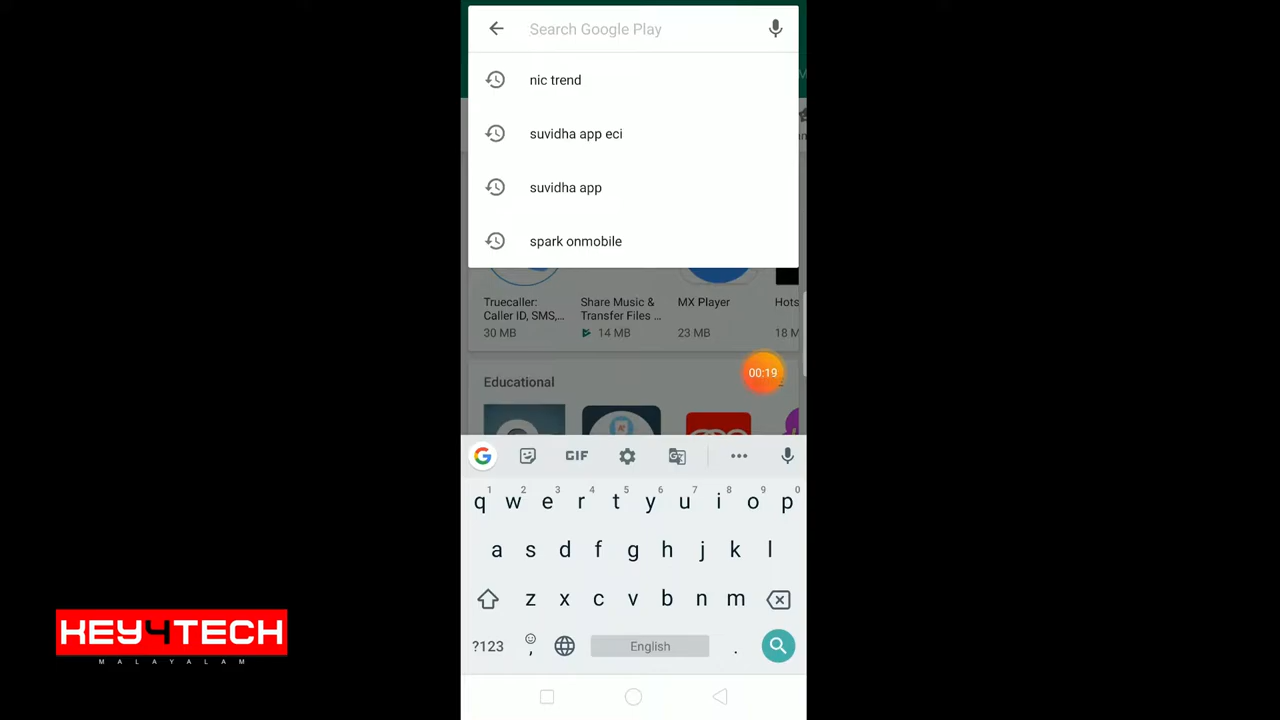 Search Google Play
nic trend
suvidha app eci
suvidha app
spark onmobile
Truecaller: Share Music & MX Player Hots
Caller ID, SMS,... Transfer Files ...
30 MB 14 MB 23 MB 18 M
00:19
Educational
G GIF
1 2 3 4 5 6 7 8 9 0
q w e r t y u i o p
a s d f g h j k l
z x c v b n m
?123 , English .
KEY4TECH
MALAYALAM